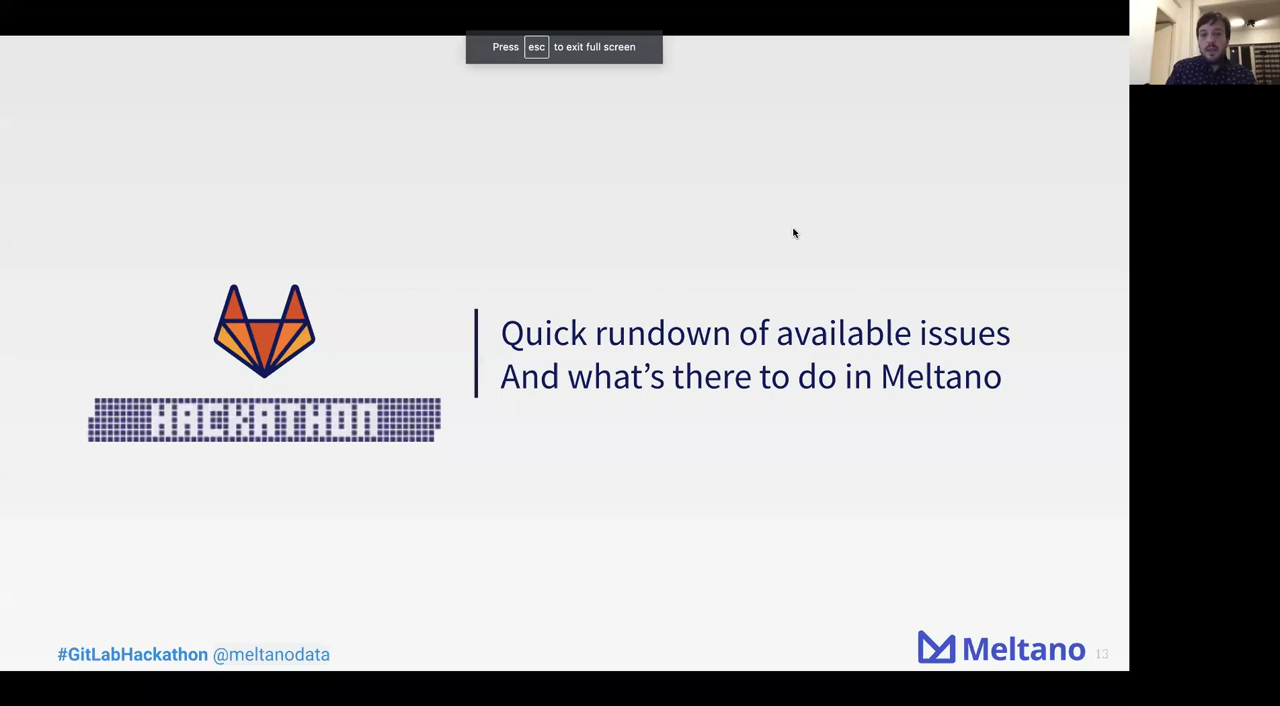 Press esc to exit full screen
Quick rundown of available issues
And what's there to do in Meltano
HACKATHON
#GitLabHackathon @meltanodata
Meltano 13